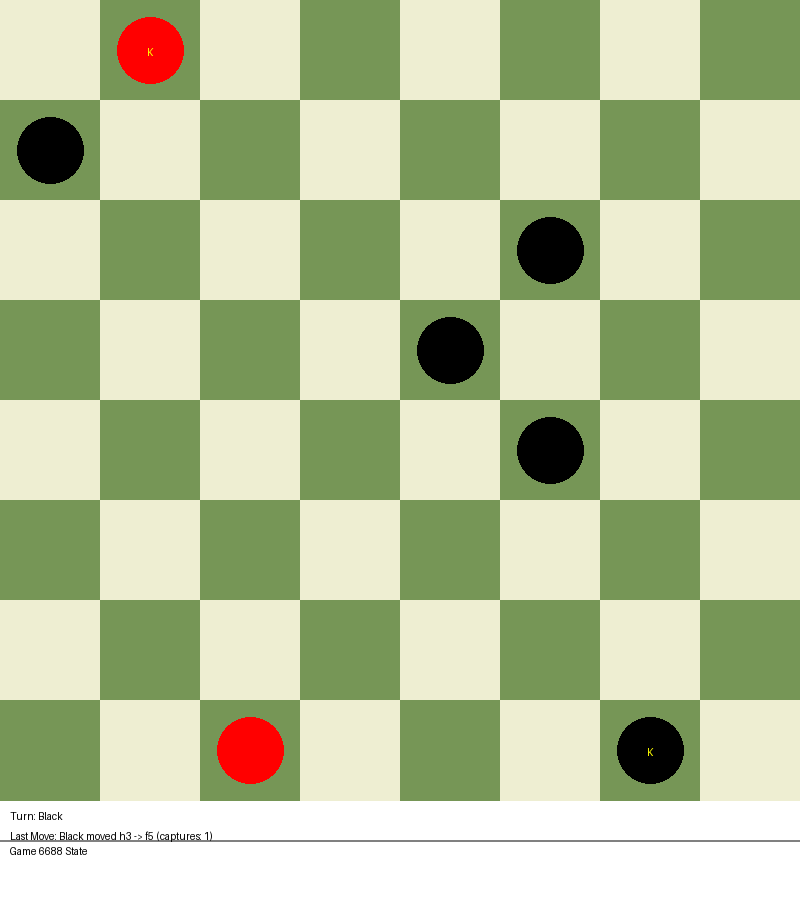 K
K
Turn: Black
Last Move: Black moved h3 -> f5 (captures: 1)
Game 6688 State